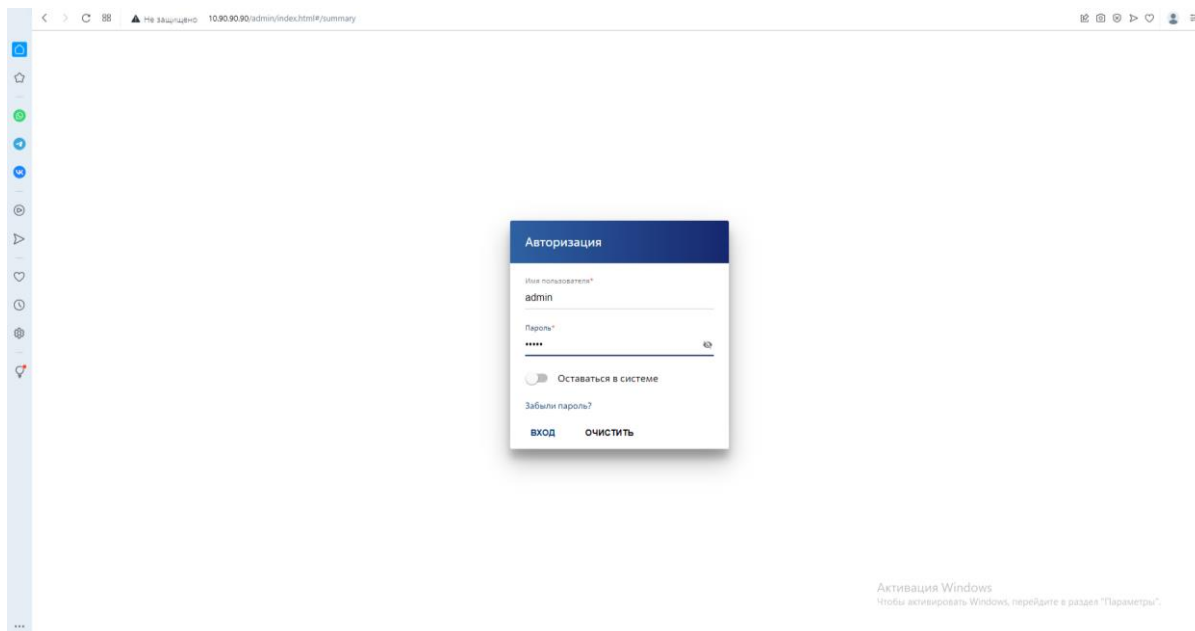 Не защищено 10.90.90.90/admin/index.html#/summary
Авторизация
Имя пользователя*
admin
Пароль*
•••••
Оставаться в системе
Забыли пароль?
ВХОД ОЧИСТИТЬ
Активация Windows
Чтобы активировать Windows, перейдите в раздел "Параметры".